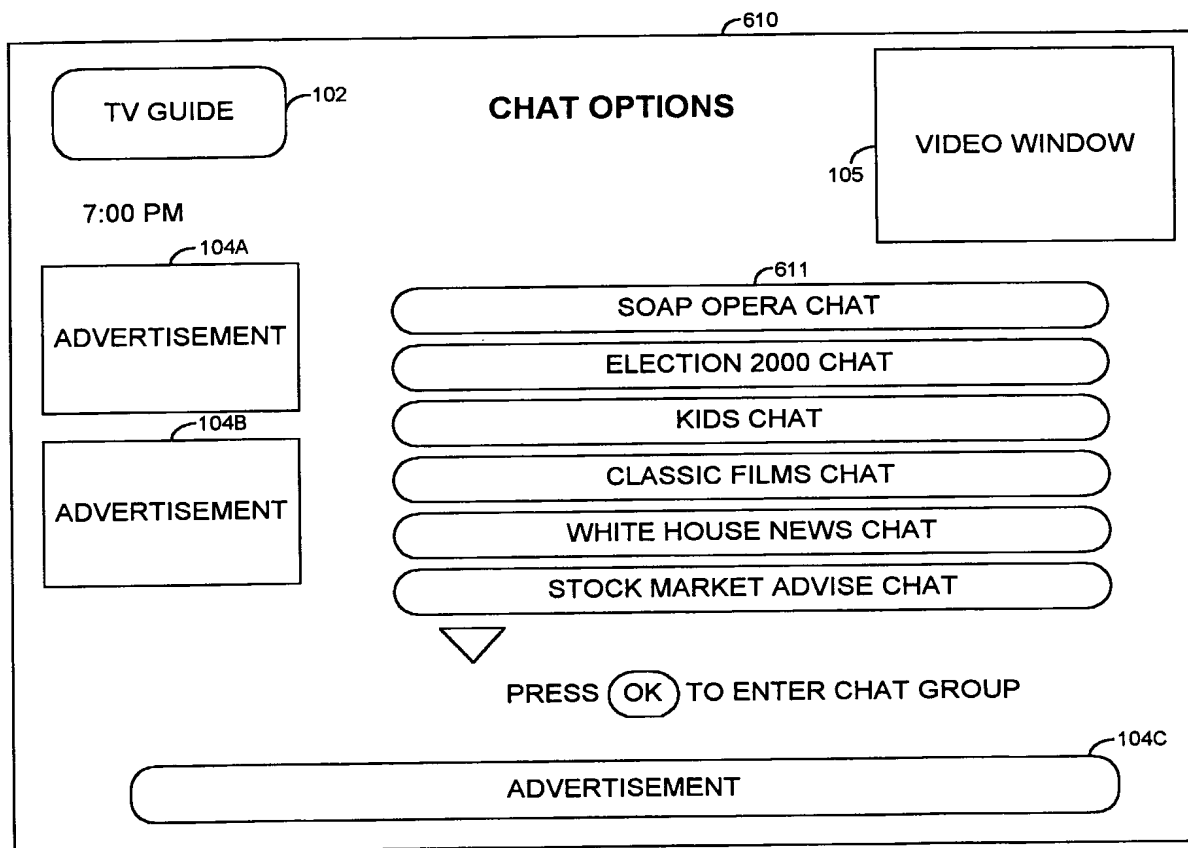 610
TV GUIDE
102
CHAT OPTIONS
VIDEO WINDOW
105
7:00 PM
104A
ADVERTISEMENT
104B
ADVERTISEMENT
611
SOAP OPERA CHAT
ELECTION 2000 CHAT
KIDS CHAT
CLASSIC FILMS CHAT
WHITE HOUSE NEWS CHAT
STOCK MARKET ADVISE CHAT
PRESS OK TO ENTER CHAT GROUP
104C
ADVERTISEMENT